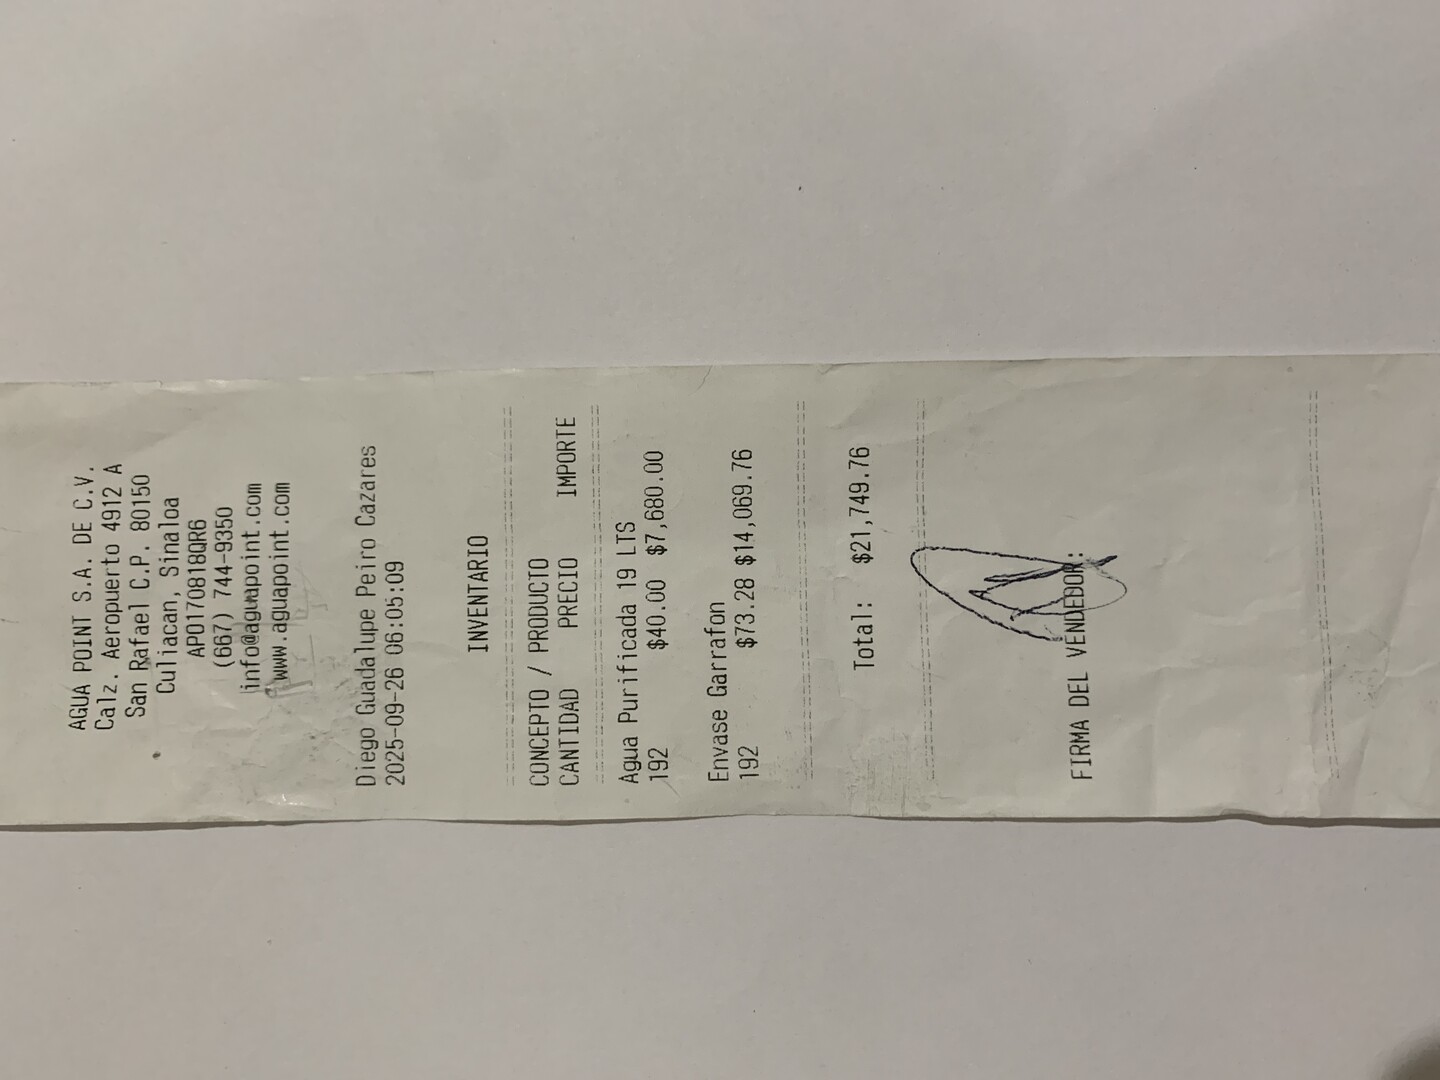 AGUA POINT S.A. DE C.V.
Calz. Aeropuerto 4912 A
San Rafael C.P. 80150
Culiacan, Sinaloa
APO170818QR6
(667) 744-9350
info@aguapoint.com
www.aguapoint.com
Diego Guadalupe Peiro Cazares
2025-09-26 06:05:09
INVENTARIO
CONCEPTO / PRODUCTO
CANTIDAD PRECIO IMPORTE
Agua Purificada 19 LTS
192 $40.00 $7,680.00
Envase Garrafon
192 $73.28 $14,069.76
Total: $21,749.76
FIRMA DEL VENDEDOR: